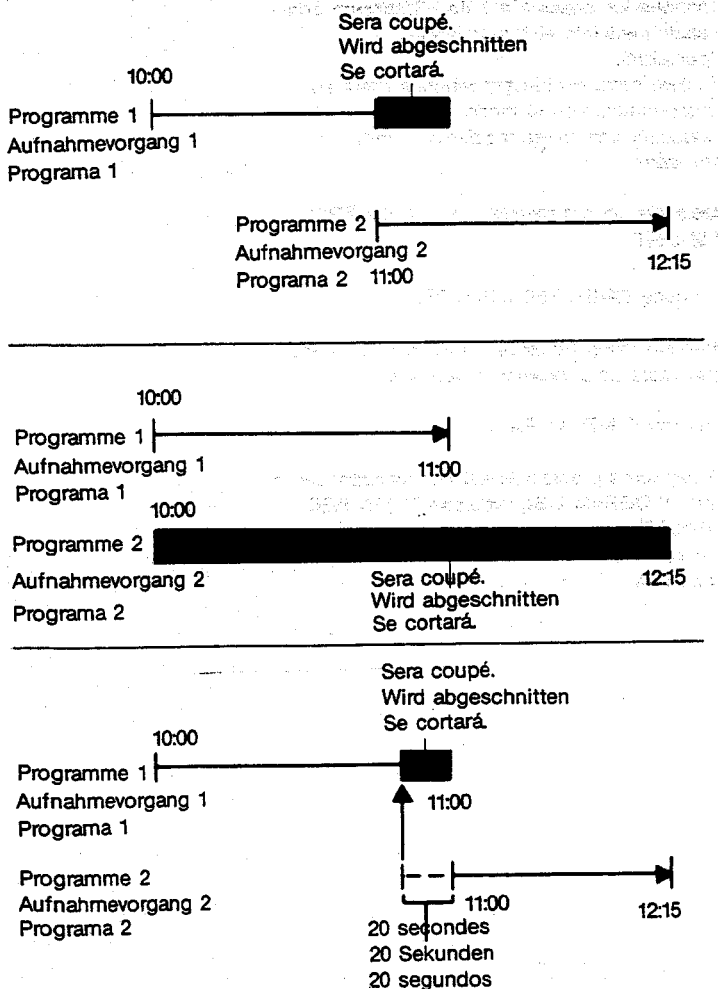 Sera coupé.
Wird abgeschnitten
Se cortará.
10:00
Programme 1
Aufnahmevorgang 1
Programa 1
Programme 2
Aufnahmevorgang 2
Programa 2 11:00
12:15
10:00
Programme 1
Aufnahmevorgang 1
11:00
Programa 1
10:00
Programme 2
Aufnahmevorgang 2
Sera coupé.
12:15
Wird abgeschnitten
Programa 2
Se cortará.
Sera coupé.
Wird abgeschnitten
Se cortará
10:00
Programme 1
Aufnahmevorgang 1
11:00
Programa 1
Programme 2
Aufnahmevorgang 2
11:00
12:15
Programa 2
20 secondes
20 Sekunden
20 segundos